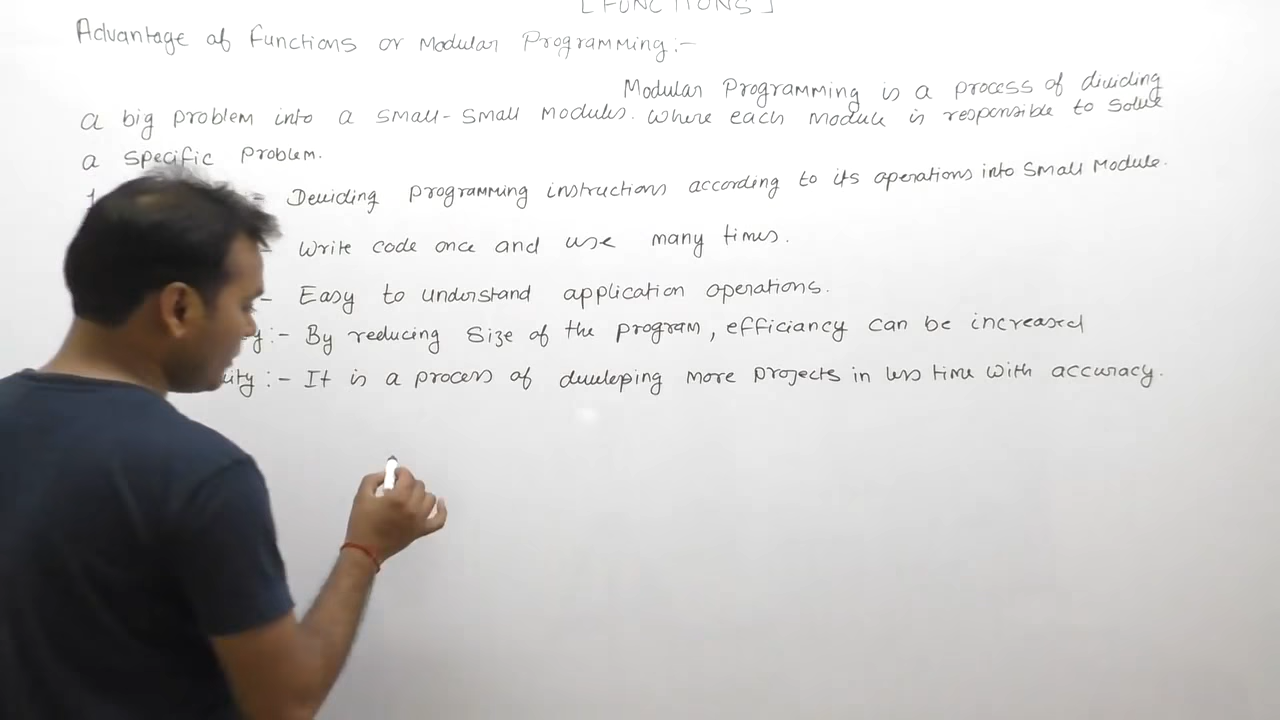 [ FUNCTIONS ]
Advantage of Functions or Modular Programming :-
Modular Programming is a process of dividing
a big problem into a small-small modules. Where each module is responsible to solve
a specific problem.
:- Deviding programming instructions according to its operations into small module.
- Write code once and use many times.
- Easy to understand application operations.
:- By reducing size of the program, efficiancy can be increased
:- It is a process of develeping more projects in less time with accuracy.